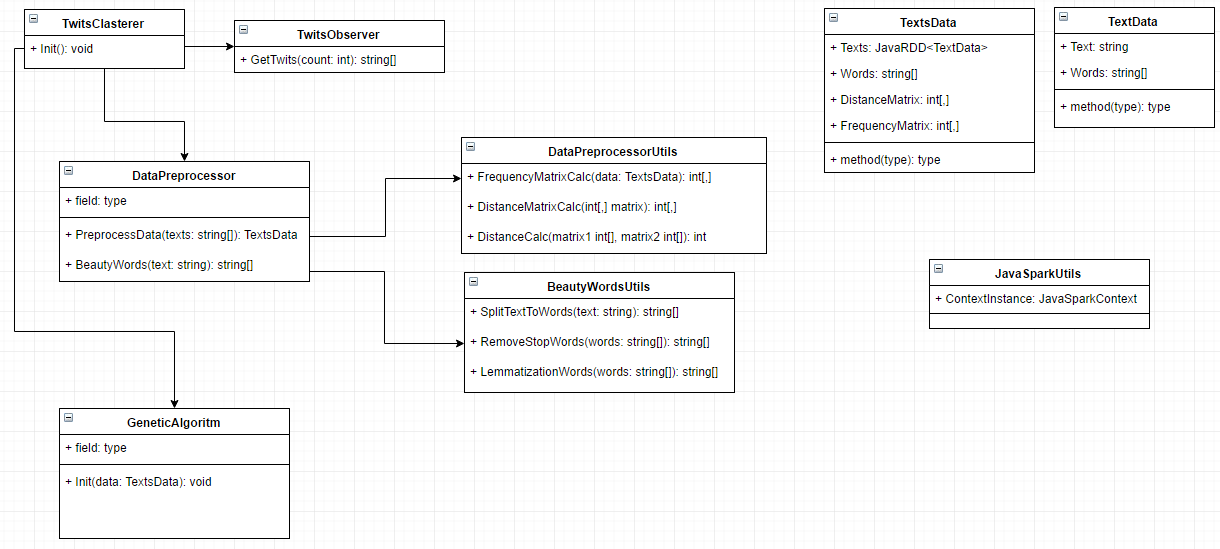 TwitsClasterer
+ Init(): void
TwitsObserver
+ GetTwits(count: int): string[]
TextsData
+ Texts: JavaRDD<TextData>
+ Words: string[]
+ DistanceMatrix: int[,]
+ FrequencyMatrix: int[,]
+ method(type): type
TextData
+ Text: string
+ Words: string[]
+ method(type): type
DataPreprocessor
+ field: type
+ PreprocessData(texts: string[]): TextsData
+ BeautyWords(text: string): string[]
DataPreprocessorUtils
+ FrequencyMatrixCalc(data: TextsData): int[,]
+ DistanceMatrixCalc(int[,] matrix): int[,]
+ DistanceCalc(matrix1 int[], matrix2 int[]): int
BeautyWordsUtils
+ SplitTextToWords(text: string): string[]
+ RemoveStopWords(words: string[]): string[]
+ LemmatizationWords(words: string[]): string[]
JavaSparkUtils
+ ContextInstance: JavaSparkContext
GeneticAlgoritm
+ field: type
+ Init(data: TextsData): void